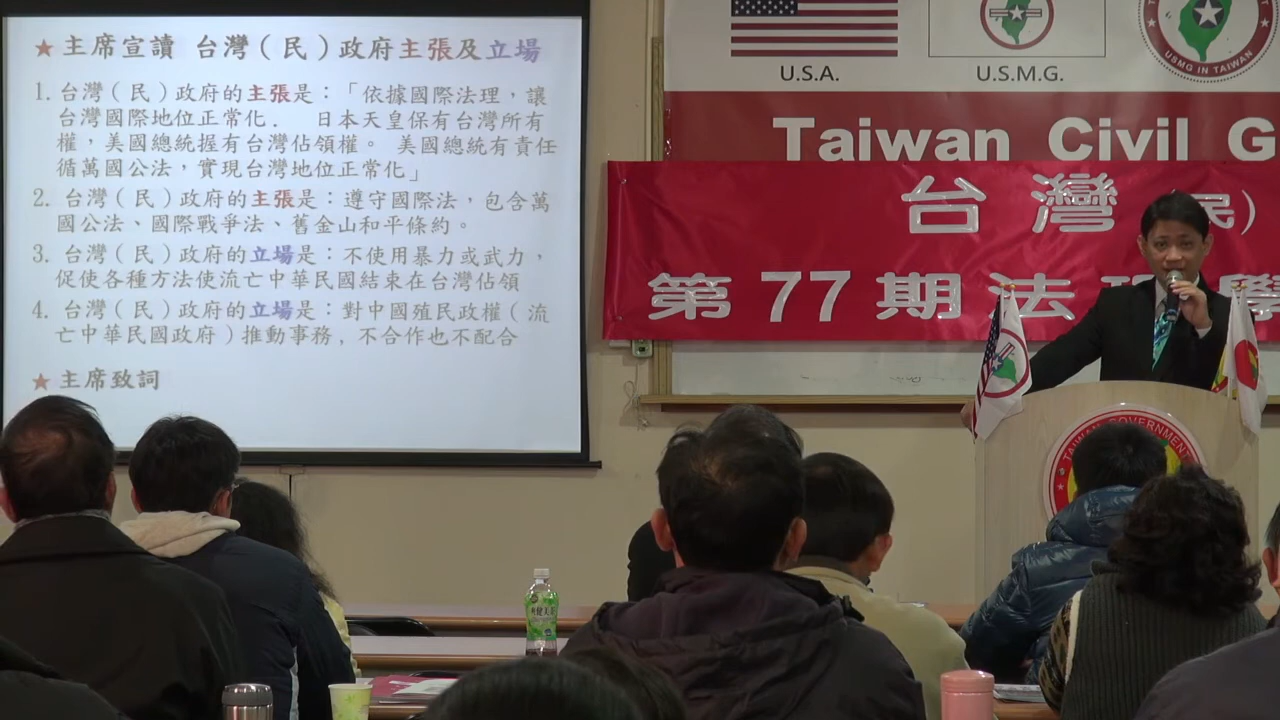 ★主席宣讀 台灣(民)政府主張及立場
1. 台灣(民)政府的主張是:「依據國際法理,讓
台灣國際地位正常化. 日本天皇保有台灣所有
權,美國總統握有台灣佔領權。 美國總統有責任
循萬國公法,實現台灣地位正常化」
2. 台灣(民)政府的主張是:遵守國際法,包含萬
國公法、國際戰爭法、舊金山和平條約。
3. 台灣(民)政府的立場是:不使用暴力或武力,
促使各種方法使流亡中華民國結束在台灣佔領
4. 台灣(民)政府的立場是:對中國殖民政權(流
亡中華民國政府)推動事務, 不合作也不配合
★主席致詞
U.S.A.
U.S.M.G.
USMG IN TAIWAN
Taiwan Civil G
台灣(民)
第77期法理學
TAIWAN GOVERNMENT